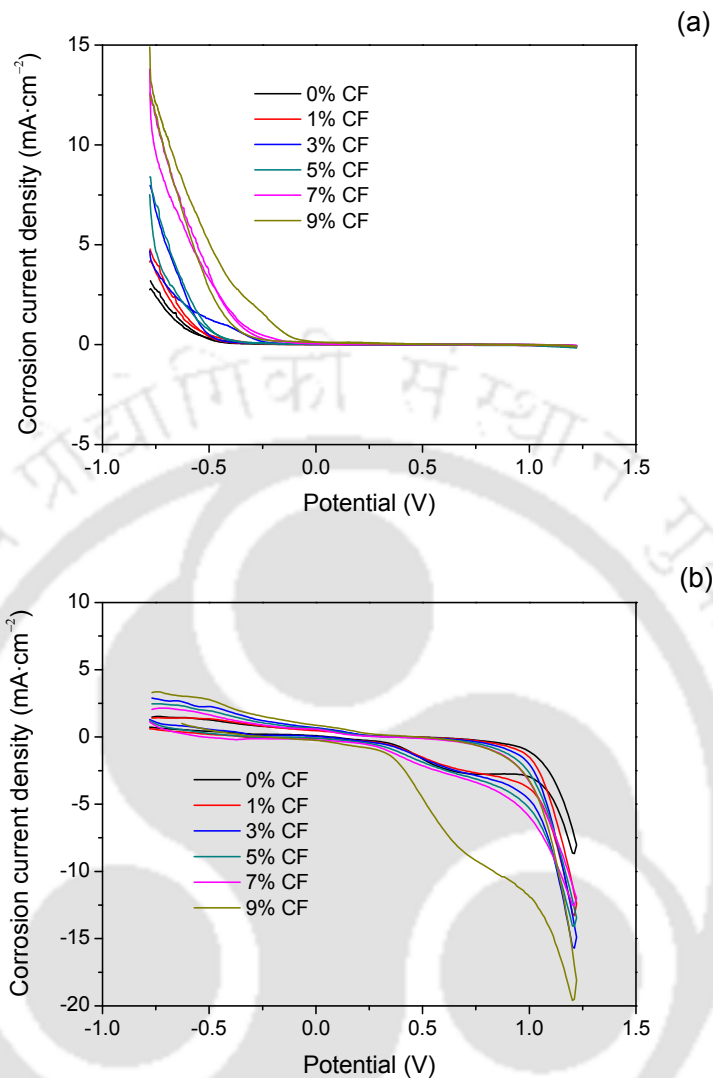 (a)
15
10
5
0
-5
-1.0 -0.5 0.0 0.5 1.0 1.5
Corrosion current density (mA·cm⁻²)
Potential (V)
0% CF
1% CF
3% CF
5% CF
7% CF
9% CF
(b)
10
5
0
-5
-10
-15
-20
-1.0 -0.5 0.0 0.5 1.0 1.5
Corrosion current density (mA·cm⁻²)
Potential (V)
0% CF
1% CF
3% CF
5% CF
7% CF
9% CF